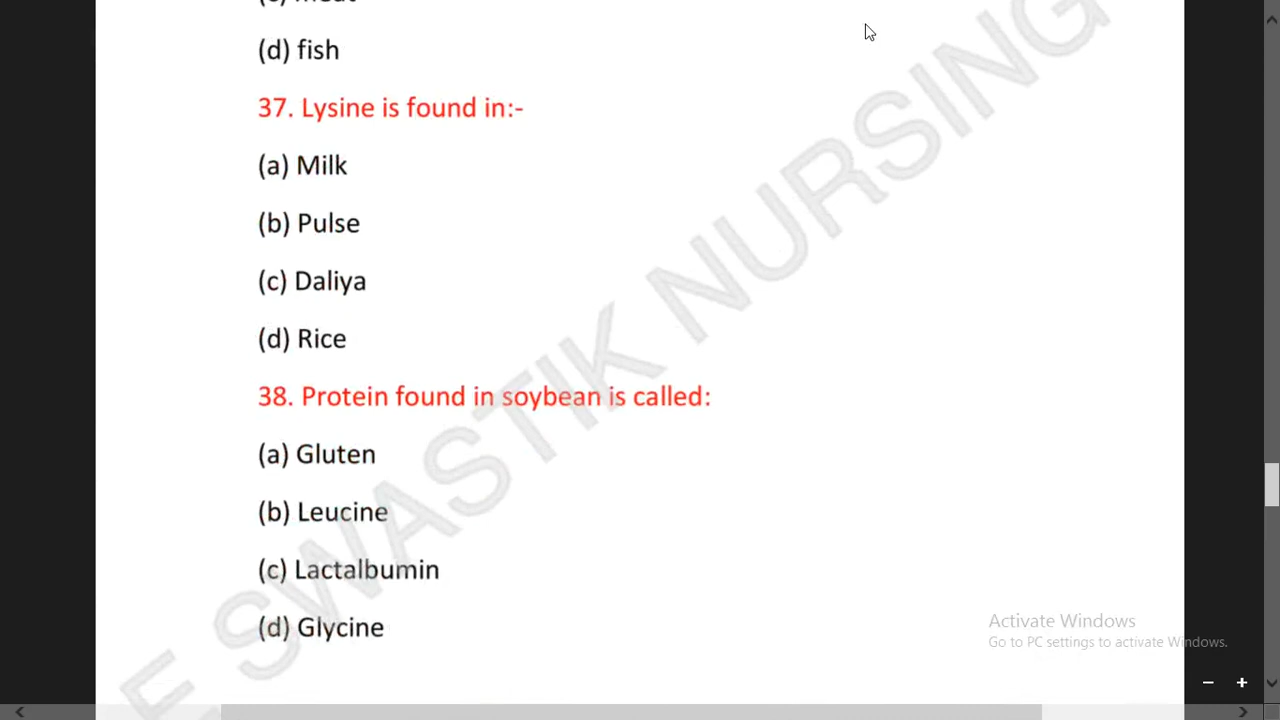 (d) fish
37. Lysine is found in:-
(a) Milk
(b) Pulse
(c) Daliya
(d) Rice
38. Protein found in soybean is called:
(a) Gluten
(b) Leucine
(c) Lactalbumin
(d) Glycine
E SWASTIK NURSING
Activate Windows
Go to PC settings to activate Windows.